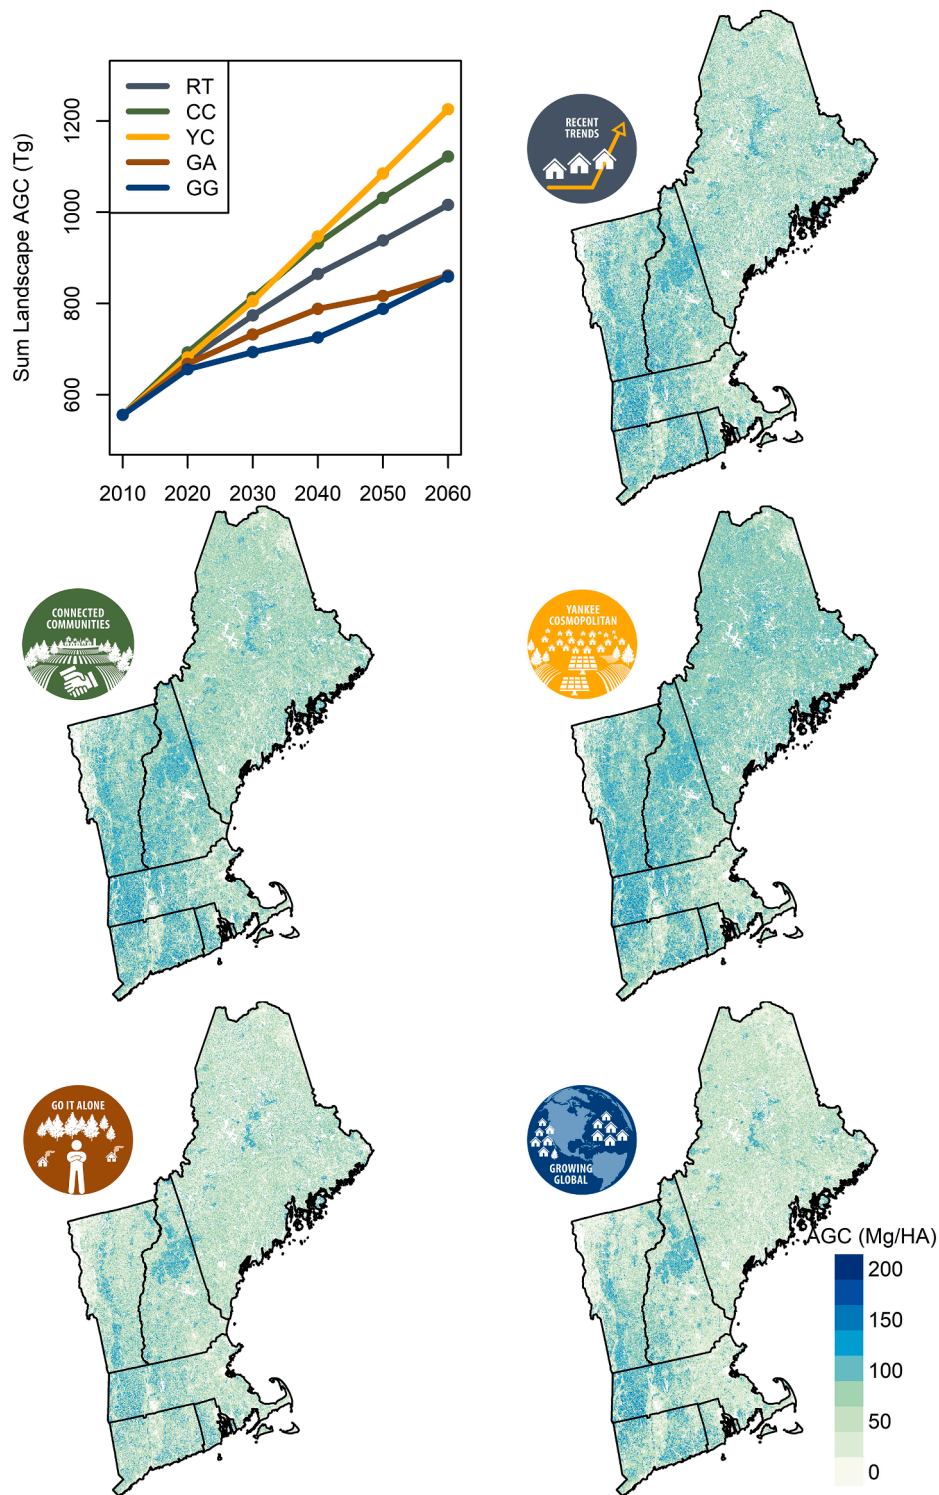 Sum Landscape AGC (Tg)
1200
1000
800
600
RT
CC
YC
GA
GG
2010 2020 2030 2040 2050 2060
RECENT
TRENDS
CONNECTED
COMMUNITIES
YANKEE
COSMOPOLITAN
GO IT ALONE
GROWING
GLOBAL
AGC (Mg/HA)
200
150
100
50
0